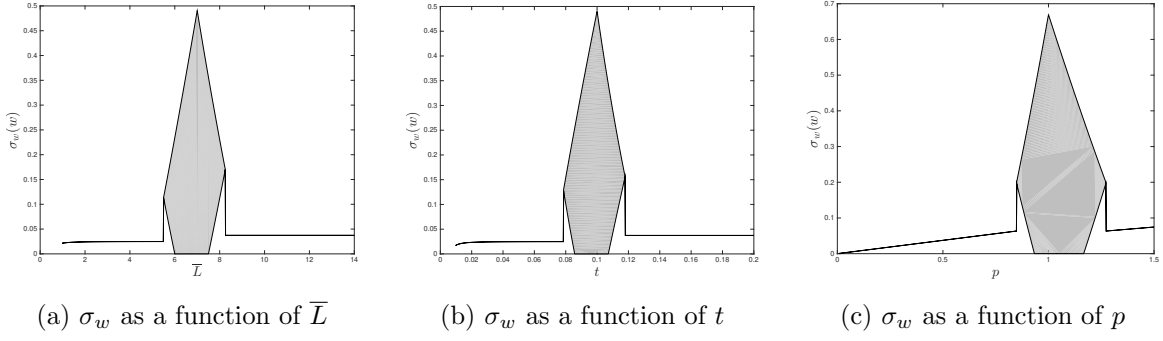 0.5
0.45
0.4
0.35
0.3
0.25
0.2
0.15
0.1
0.05
0
σ_w(w)
0 2 4 6 8 10 12 14
L̅
(a) σ_w as a function of L̅
0.5
0.45
0.4
0.35
0.3
0.25
0.2
0.15
0.1
0.05
0
σ_w(w)
0 0.02 0.04 0.06 0.08 0.1 0.12 0.14 0.16 0.18 0.2
t
(b) σ_w as a function of t
0.7
0.6
0.5
0.4
0.3
0.2
0.1
0
σ_w(w)
0 0.5 1 1.5
p
(c) σ_w as a function of p